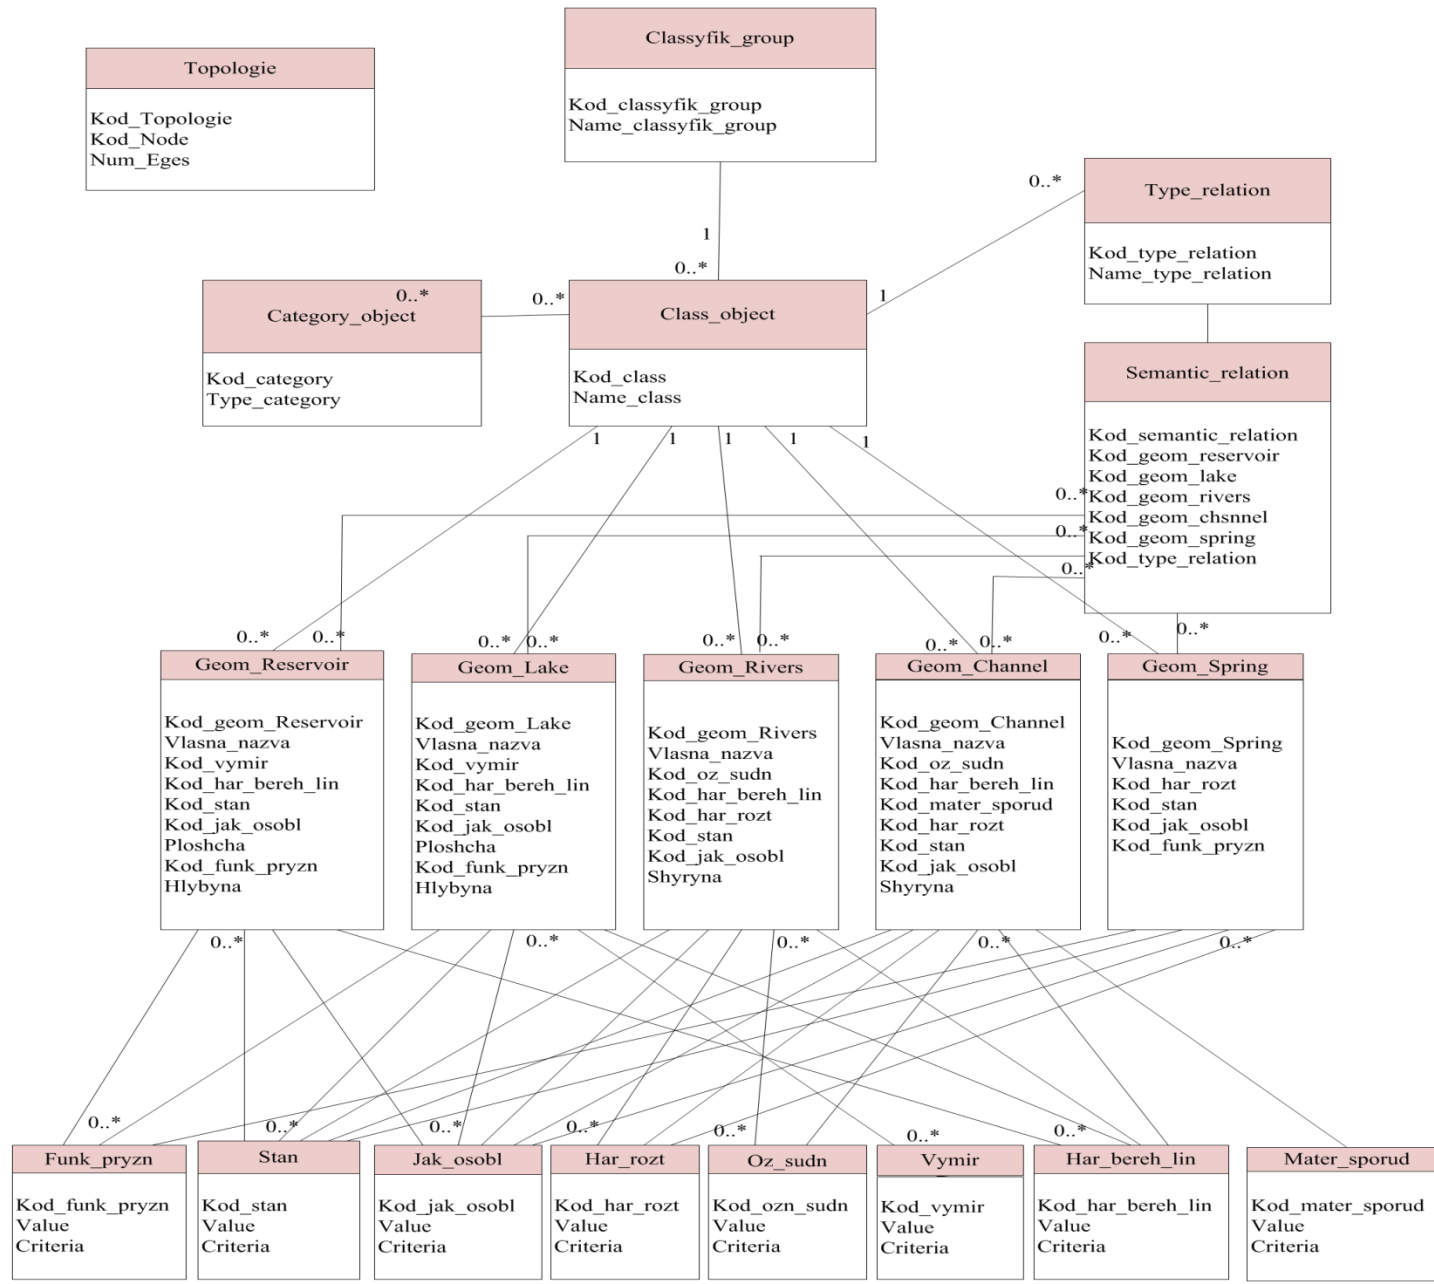 Topologie
Kod_Topologie
Kod_Node
Num_Eges
Classyfik_group
Kod_classyfik_group
Name_classyfik_group
1
0..*
Type_relation
Kod_type_relation
Name_type_relation
0..*
1
Category_object
0..*
0..*
Kod_category
Type_category
Class_object
Kod_class
Name_class
1
1
1
1
1
Semantic_relation
Kod_semantic_relation
Kod_geom_reservoir
Kod_geom_lake
Kod_geom_rivers
Kod_geom_chsnnel
Kod_geom_spring
Kod_type_relation
0..*
0..*
0..*
0..*
0..*
0..*
0..*
0..*
0..*
0..*
0..*
0..*
0..*
0..*
Geom_Reservoir
Kod_geom_Reservoir
Vlasna_nazva
Kod_vymir
Kod_har_bereh_lin
Kod_stan
Kod_jak_osobl
Ploshcha
Kod_funk_pryzn
Hlybyna
0..*
Geom_Lake
Kod_geom_Lake
Vlasna_nazva
Kod_vymir
Kod_har_bereh_lin
Kod_stan
Kod_jak_osobl
Ploshcha
Kod_funk_pryzn
Hlybyna
0..*
Geom_Rivers
Kod_geom_Rivers
Vlasna_nazva
Kod_oz_sudn
Kod_har_bereh_lin
Kod_har_rozt
Kod_stan
Kod_jak_osobl
Shyryna
0..*
Geom_Channel
Kod_geom_Channel
Vlasna_nazva
Kod_oz_sudn
Kod_har_bereh_lin
Kod_mater_sporud
Kod_har_rozt
Kod_stan
Kod_jak_osobl
Shyryna
0..*
Geom_Spring
Kod_geom_Spring
Vlasna_nazva
Kod_har_rozt
Kod_stan
Kod_jak_osobl
Kod_funk_pryzn
0..*
0..*
0..*
0..*
0..*
0..*
0..*
0..*
Funk_pryzn
Kod_funk_pryzn
Value
Criteria
Stan
Kod_stan
Value
Criteria
Jak_osobl
Kod_jak_osobl
Value
Criteria
Har_rozt
Kod_har_rozt
Value
Criteria
Oz_sudn
Kod_ozn_sudn
Value
Criteria
Vymir
Kod_vymir
Value
Criteria
Har_bereh_lin
Kod_har_bereh_lin
Value
Criteria
Mater_sporud
Kod_mater_sporud
Value
Criteria